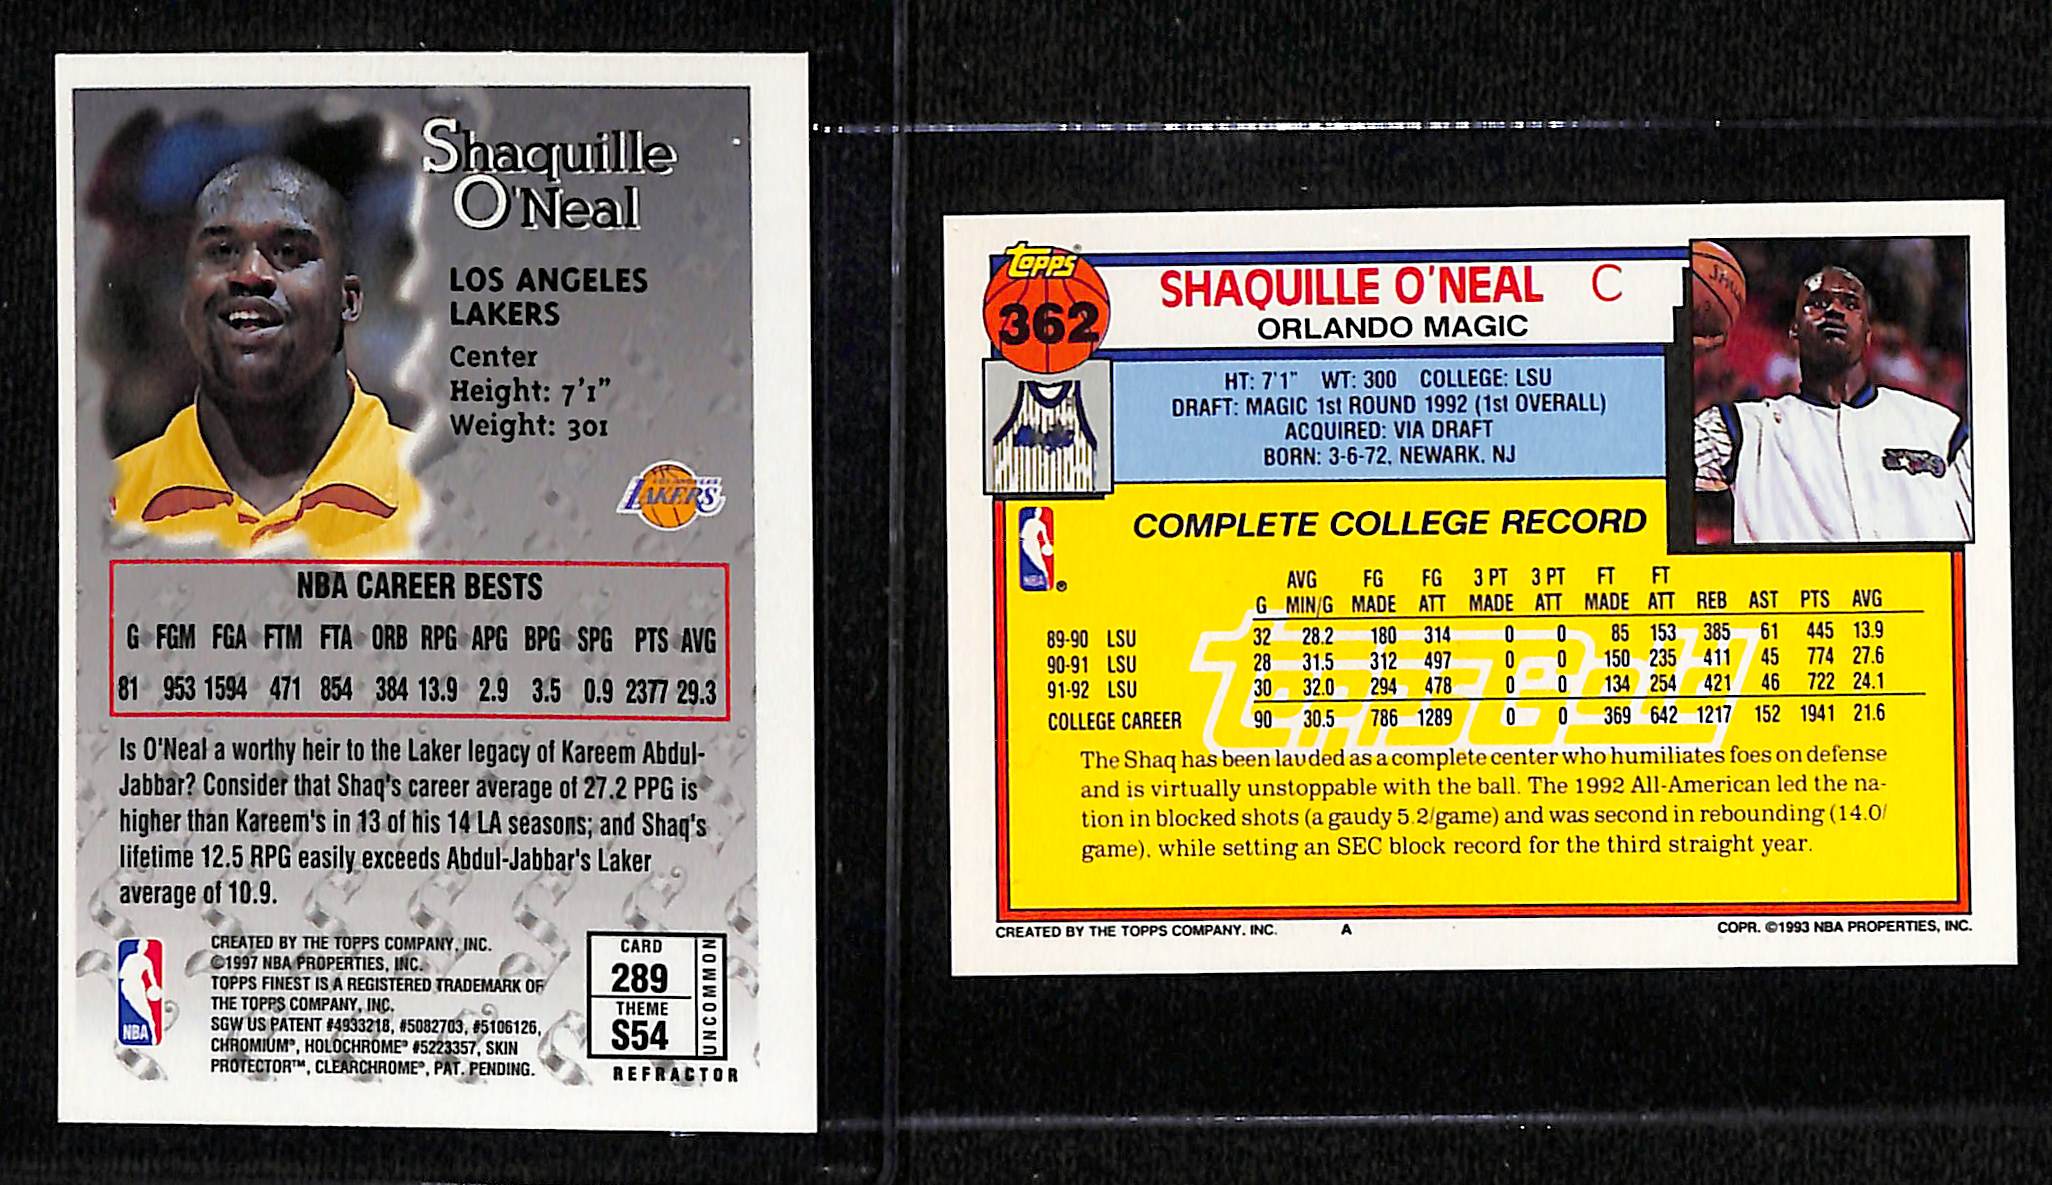 Shaquille
O'Neal
LOS ANGELES
LAKERS
Center
Height: 7'1"
Weight: 301
LAKERS
NBA CAREER BESTS
G FGM FGA FTM FTA ORB RPG APG BPG SPG PTS AVG
81 953 1594 471 854 384 13.9 2.9 3.5 0.9 2377 29.3
Is O'Neal a worthy heir to the Laker legacy of Kareem Abdul-
Jabbar? Consider that Shaq's career average of 27.2 PPG is
higher than Kareem's in 13 of his 14 LA seasons; and Shaq's
lifetime 12.5 RPG easily exceeds Abdul-Jabbar's Laker
average of 10.9.
NBA
CREATED BY THE TOPPS COMPANY, INC.
©1997 NBA PROPERTIES, INC.
TOPPS FINEST IS A REGISTERED TRADEMARK OF
THE TOPPS COMPANY, INC.
SGW US PATENT #4933218, #5082703, #5106126,
CHROMIUM®, HOLOCHROME® #5223357, SKIN
PROTECTOR™, CLEARCHROME®, PAT. PENDING.
CARD
289
THEME
S54
UNCOMMON
REFRACTOR
Topps®
362
SHAQUILLE O'NEAL C
ORLANDO MAGIC
HT: 7'1" WT: 300 COLLEGE: LSU
DRAFT: MAGIC 1st ROUND 1992 (1st OVERALL)
ACQUIRED: VIA DRAFT
BORN: 3-6-72, NEWARK, NJ
NBA ®
COMPLETE COLLEGE RECORD
AVG FG FG 3 PT 3 PT FT FT
G MIN/G MADE ATT MADE ATT MADE ATT REB AST PTS AVG
89-90 LSU 32 28.2 180 314 0 0 85 153 385 61 445 13.9
90-91 LSU 28 31.5 312 497 0 0 150 235 411 45 774 27.6
91-92 LSU 30 32.0 294 478 0 0 134 254 421 46 722 24.1
COLLEGE CAREER 90 30.5 786 1289 0 0 369 642 1217 152 1941 21.6
The Shaq has been lauded as a complete center who humiliates foes on defense
and is virtually unstoppable with the ball. The 1992 All-American led the na-
tion in blocked shots (a gaudy 5.2/game) and was second in rebounding (14.0/
game), while setting an SEC block record for the third straight year.
CREATED BY THE TOPPS COMPANY, INC. A COPR. ©1993 NBA PROPERTIES, INC.